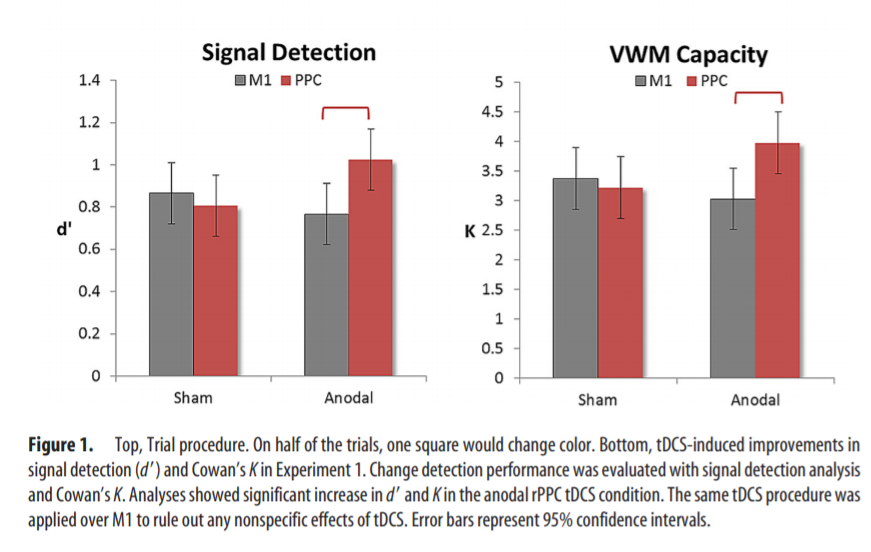 Signal Detection
M1 PPC
1.4
1.2
1
0.8
d'
0.6
0.4
0.2
0
Sham Anodal
VWM Capacity
M1 PPC
5
4.5
4
3.5
3
K 2.5
2
1.5
1
0.5
0
Sham Anodal
Figure 1. Top, Trial procedure. On half of the trials, one square would change color. Bottom, tDCS-induced improvements in
signal detection (d′) and Cowan's K in Experiment 1. Change detection performance was evaluated with signal detection analysis
and Cowan's K. Analyses showed significant increase in d′ and K in the anodal rPPC tDCS condition. The same tDCS procedure was
applied over M1 to rule out any nonspecific effects of tDCS. Error bars represent 95% confidence intervals.